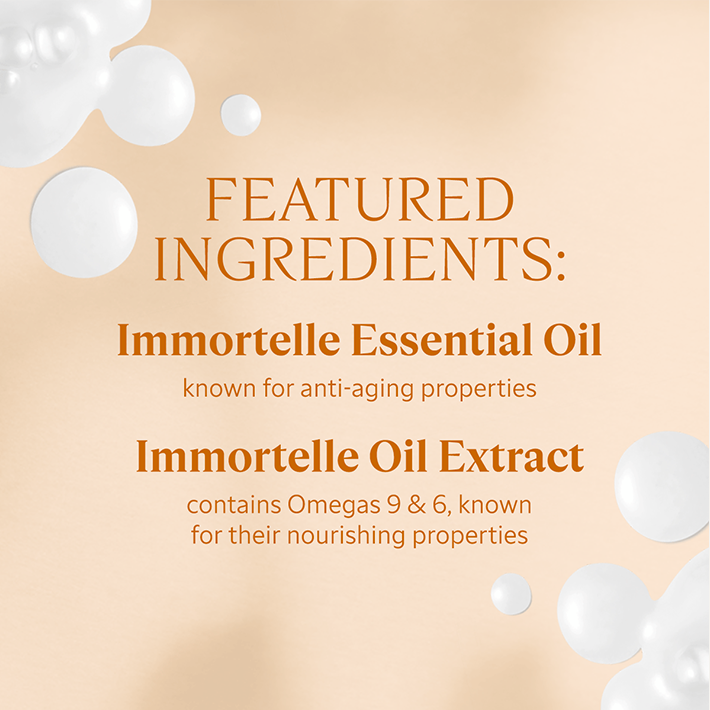 FEATURED
INGREDIENTS:
Immortelle Essential Oil
known for anti-aging properties
Immortelle Oil Extract
contains Omegas 9 & 6, known
for their nourishing properties